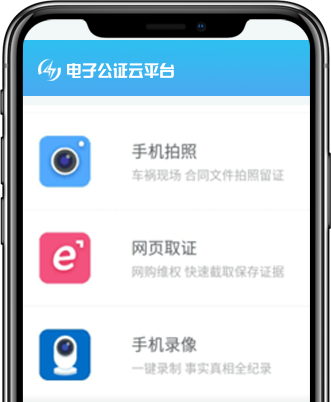 电子公证云平台
手机拍照
车祸现场 合同文件拍照留证
网页取证
网购维权 快速截取保存证据
手机录像
一键录制 事实真相全纪录